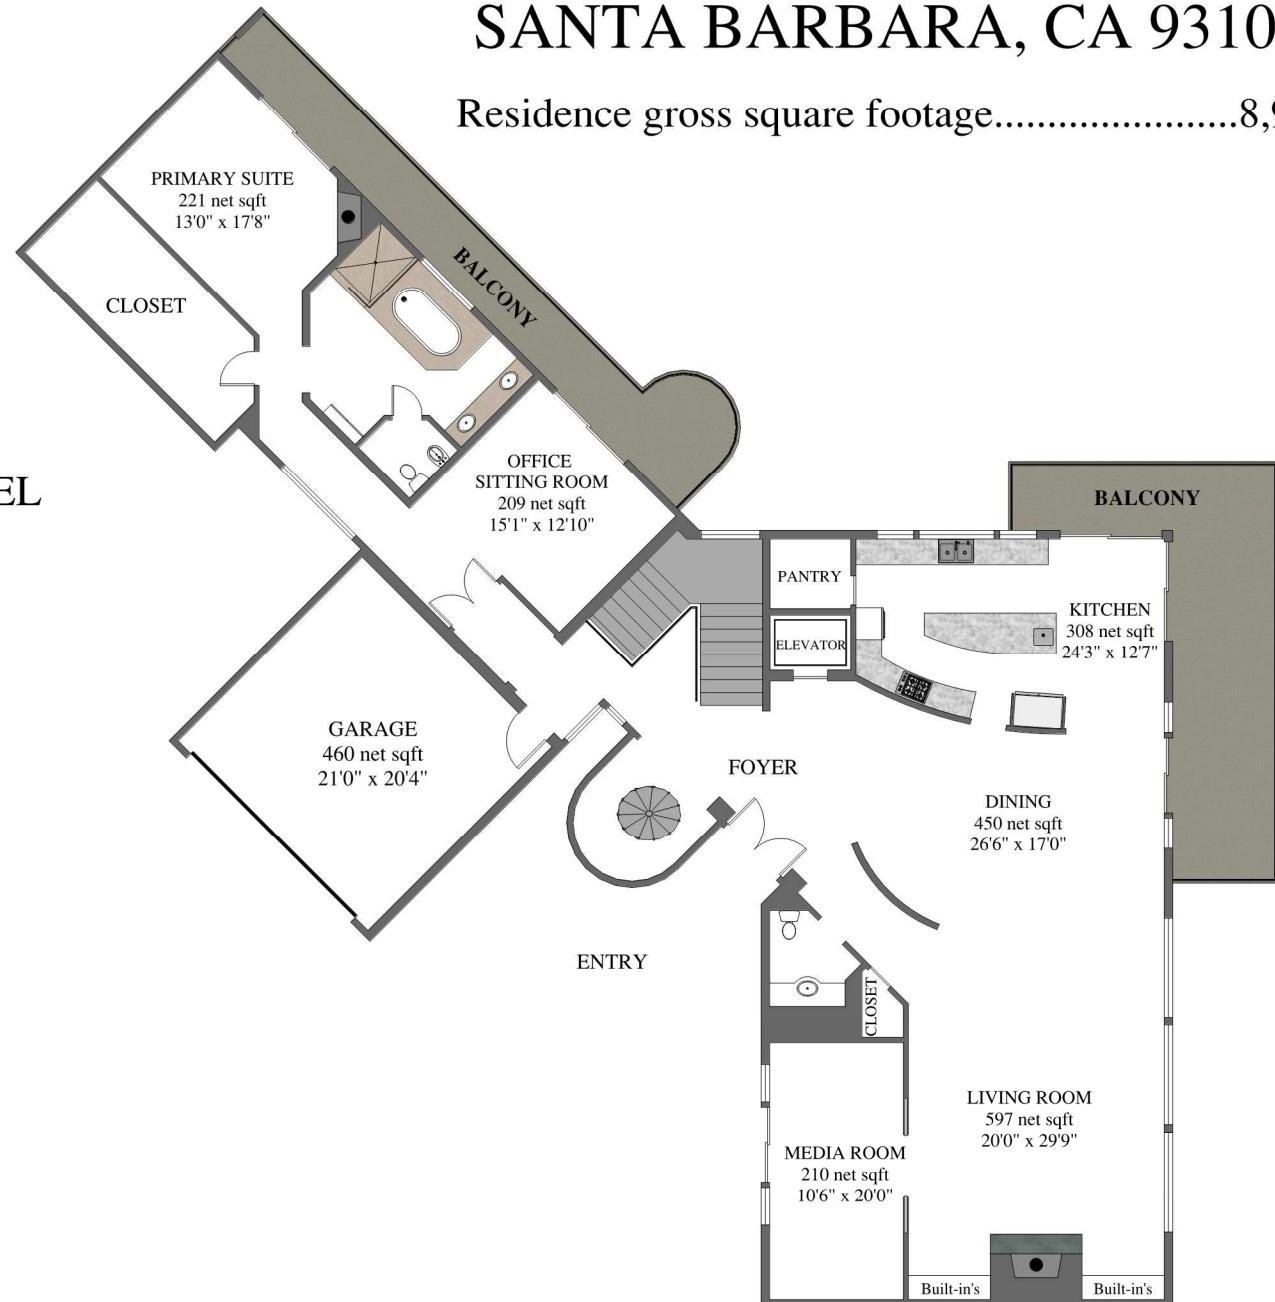 SANTA BARBARA, CA 9310
Residence gross square footage.......................8,9
PRIMARY SUITE
221 net sqft
13'0" x 17'8"
CLOSET
BALCONY
EL
OFFICE
SITTING ROOM
209 net sqft
15'1" x 12'10"
BALCONY
PANTRY
ELEVATOR
KITCHEN
308 net sqft
24'3" x 12'7"
GARAGE
460 net sqft
21'0" x 20'4"
FOYER
DINING
450 net sqft
26'6" x 17'0"
ENTRY
CLOSET
LIVING ROOM
597 net sqft
20'0" x 29'9"
MEDIA ROOM
210 net sqft
10'6" x 20'0"
Built-in's
Built-in's